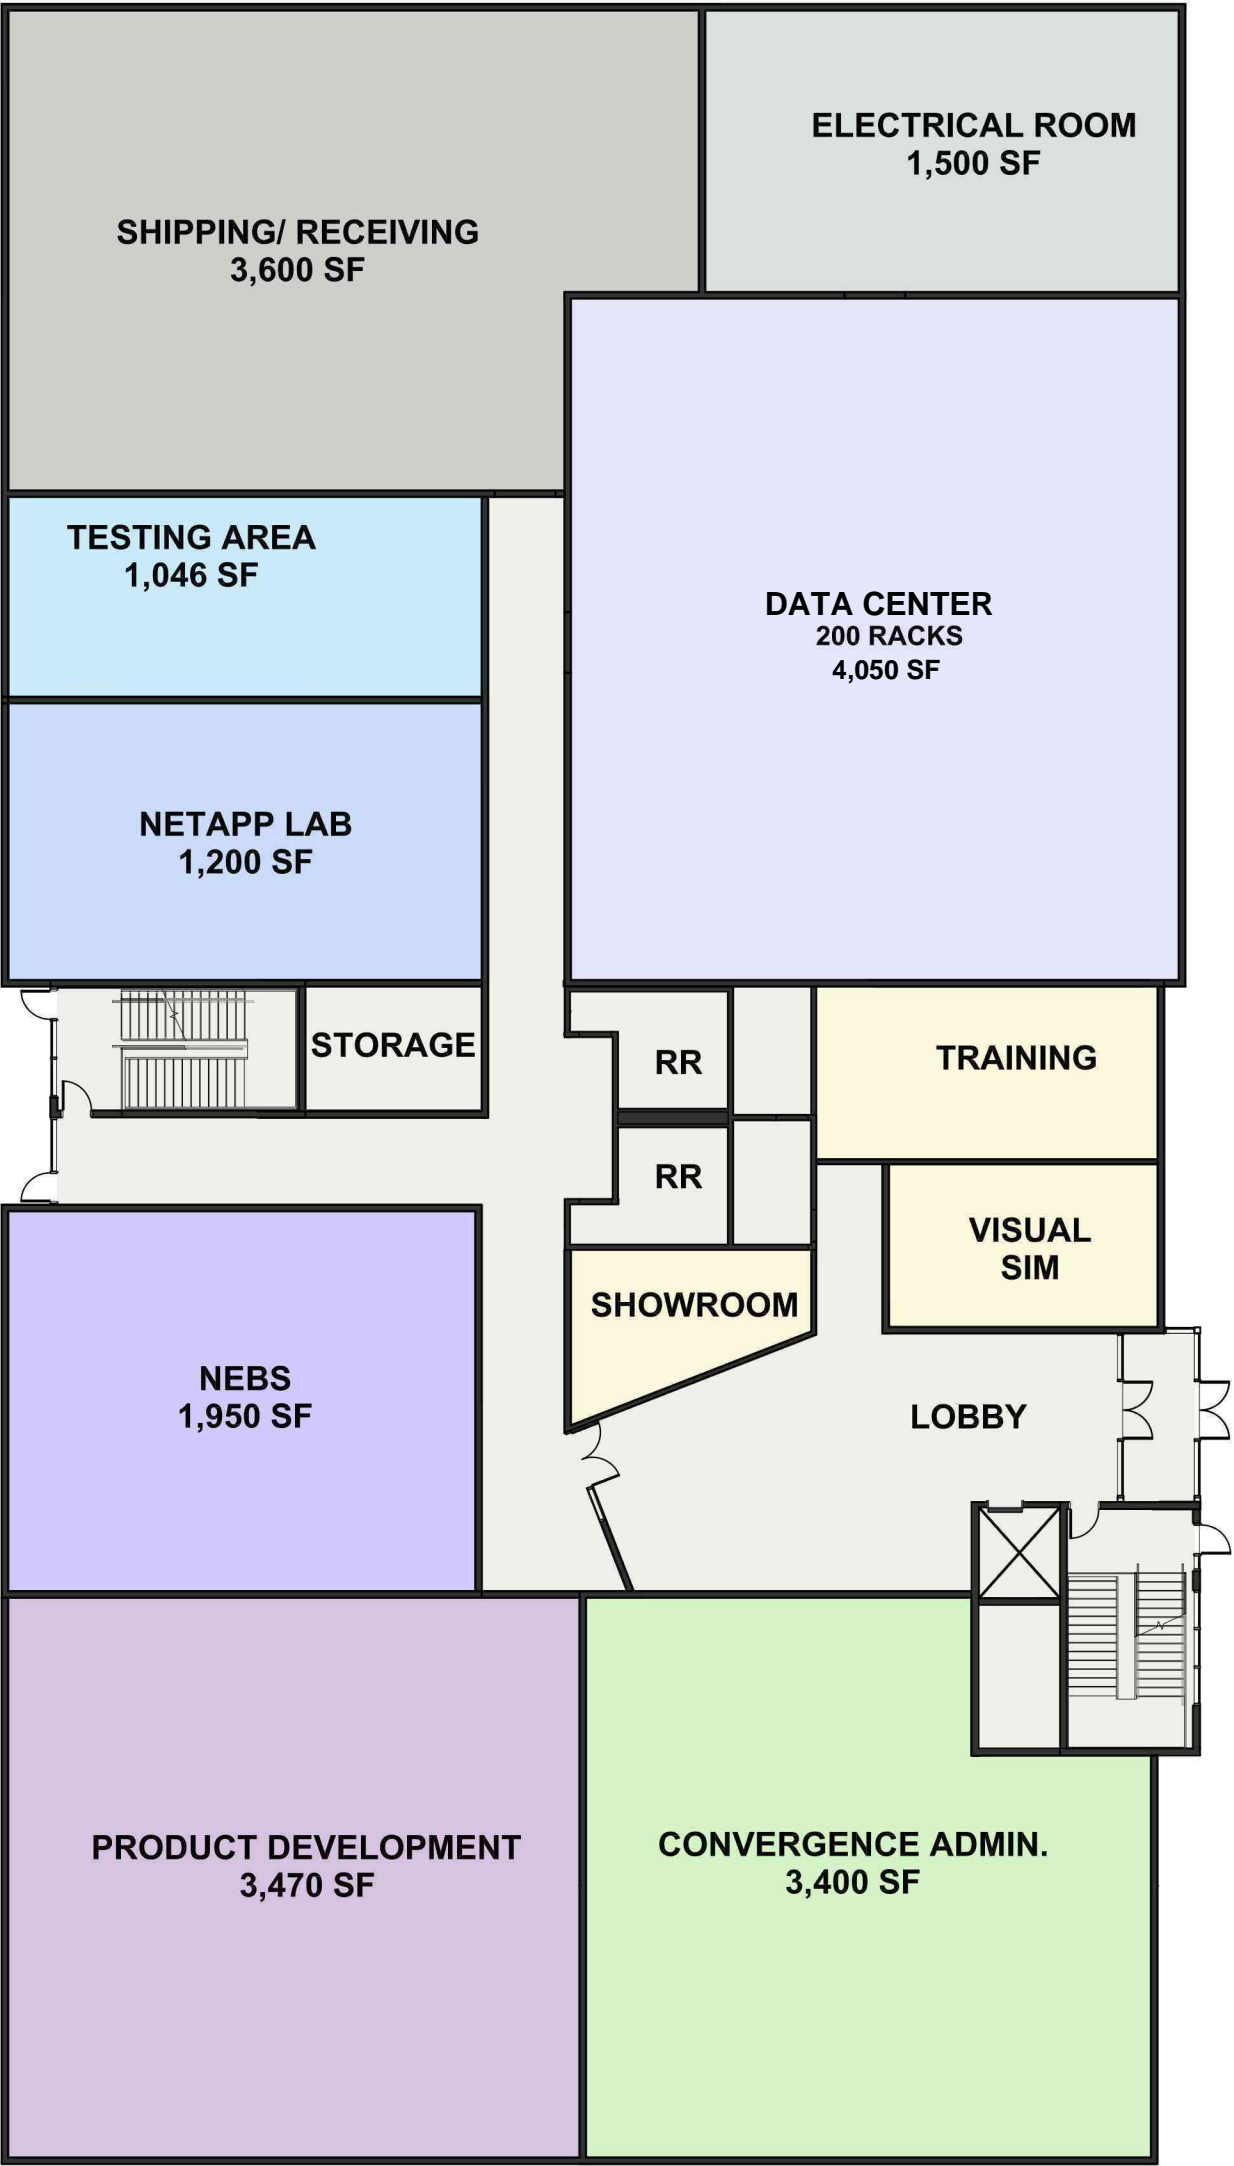 ELECTRICAL ROOM
1,500 SF
SHIPPING/ RECEIVING
3,600 SF
TESTING AREA
1,046 SF
DATA CENTER
200 RACKS
4,050 SF
NETAPP LAB
1,200 SF
STORAGE
RR
TRAINING
RR
VISUAL
SIM
SHOWROOM
NEBS
1,950 SF
LOBBY
PRODUCT DEVELOPMENT
3,470 SF
CONVERGENCE ADMIN.
3,400 SF